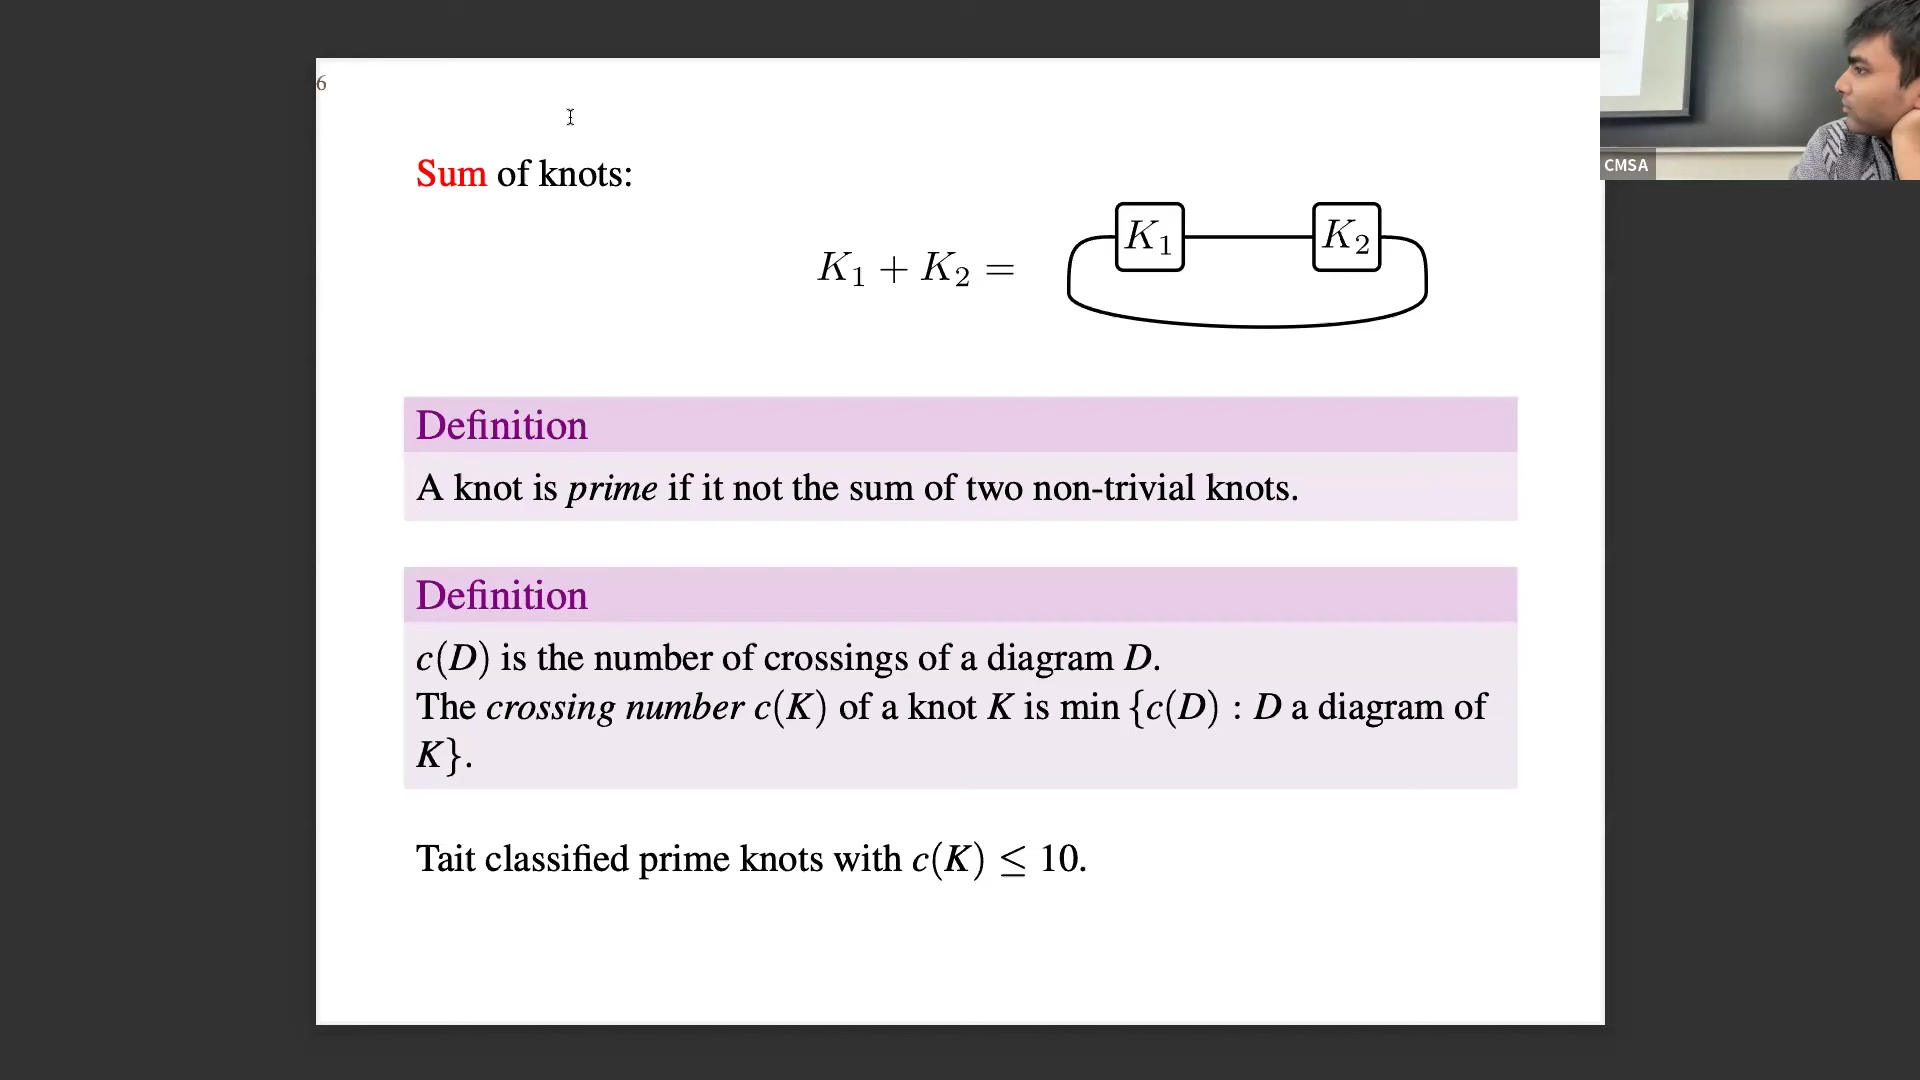 6
CMSA
Sum of knots:
K₁ + K₂ =
K₁
K₂
Definition
A knot is prime if it not the sum of two non-trivial knots.
Definition
c(D) is the number of crossings of a diagram D.
The crossing number c(K) of a knot K is min {c(D) : D a diagram of
K}.
Tait classified prime knots with c(K) ≤ 10.